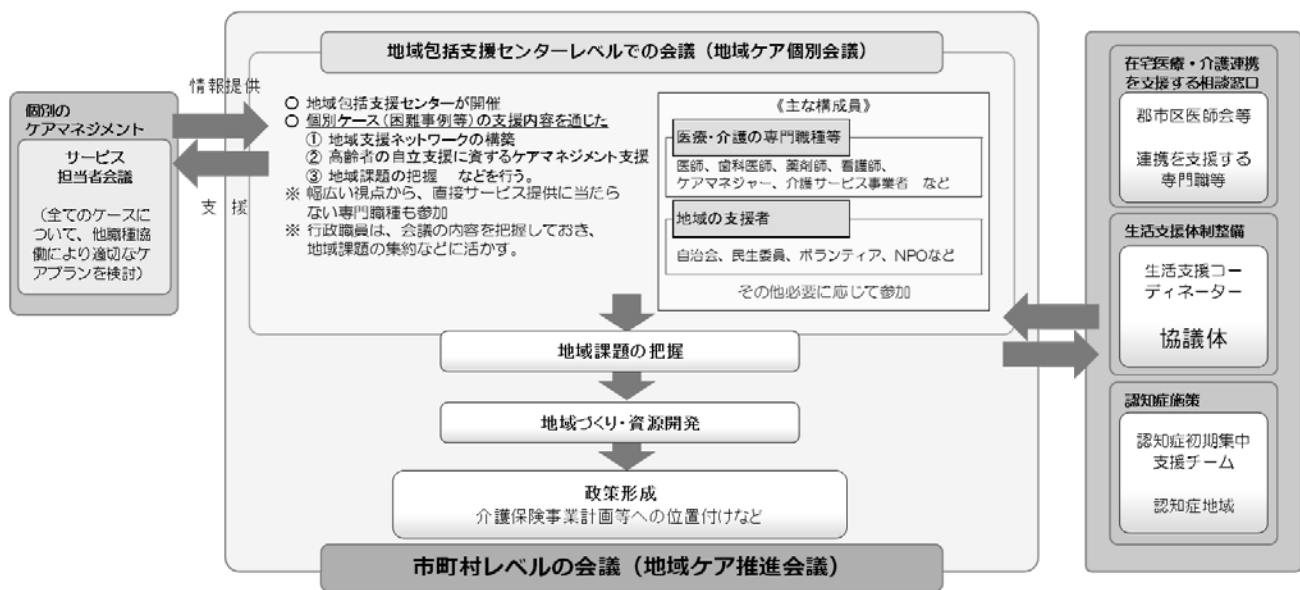 地域包括支援センターレベルでの会議（地域ケア個別会議）
情報提供
支 援
個別の
ケアマネジメント
サービス
担当者会議
（全てのケースに
ついて、他職種協
働により適切なケ
アプランを検討）
○ 地域包括支援センターが開催
○ 個別ケース（困難事例等）の支援内容を通じた
① 地域支援ネットワークの構築
② 高齢者の自立支援に資するケアマネジメント支援
③ 地域課題の把握 などを行う。
※ 幅広い視点から、直接サービス提供に当たら
ない専門職種も参加
※ 行政職員は、会議の内容を把握しておき、
地域課題の集約などに活かす。
《主な構成員》
医療・介護の専門職種等
医師、歯科医師、薬剤師、看護師、
ケアマネジャー、介護サービス事業者 など
地域の支援者
自治会、民生委員、ボランティア、NPOなど
その他必要に応じて参加
地域課題の把握
地域づくり・資源開発
政策形成
介護保険事業計画等への位置付けなど
市町村レベルの会議（地域ケア推進会議）
在宅医療・介護連携
を支援する相談窓口
郡市区医師会等
連携を支援する
専門職等
生活支援体制整備
生活支援コー
ディネーター
協議体
認知症施策
認知症初期集中
支援チーム
認知症地域